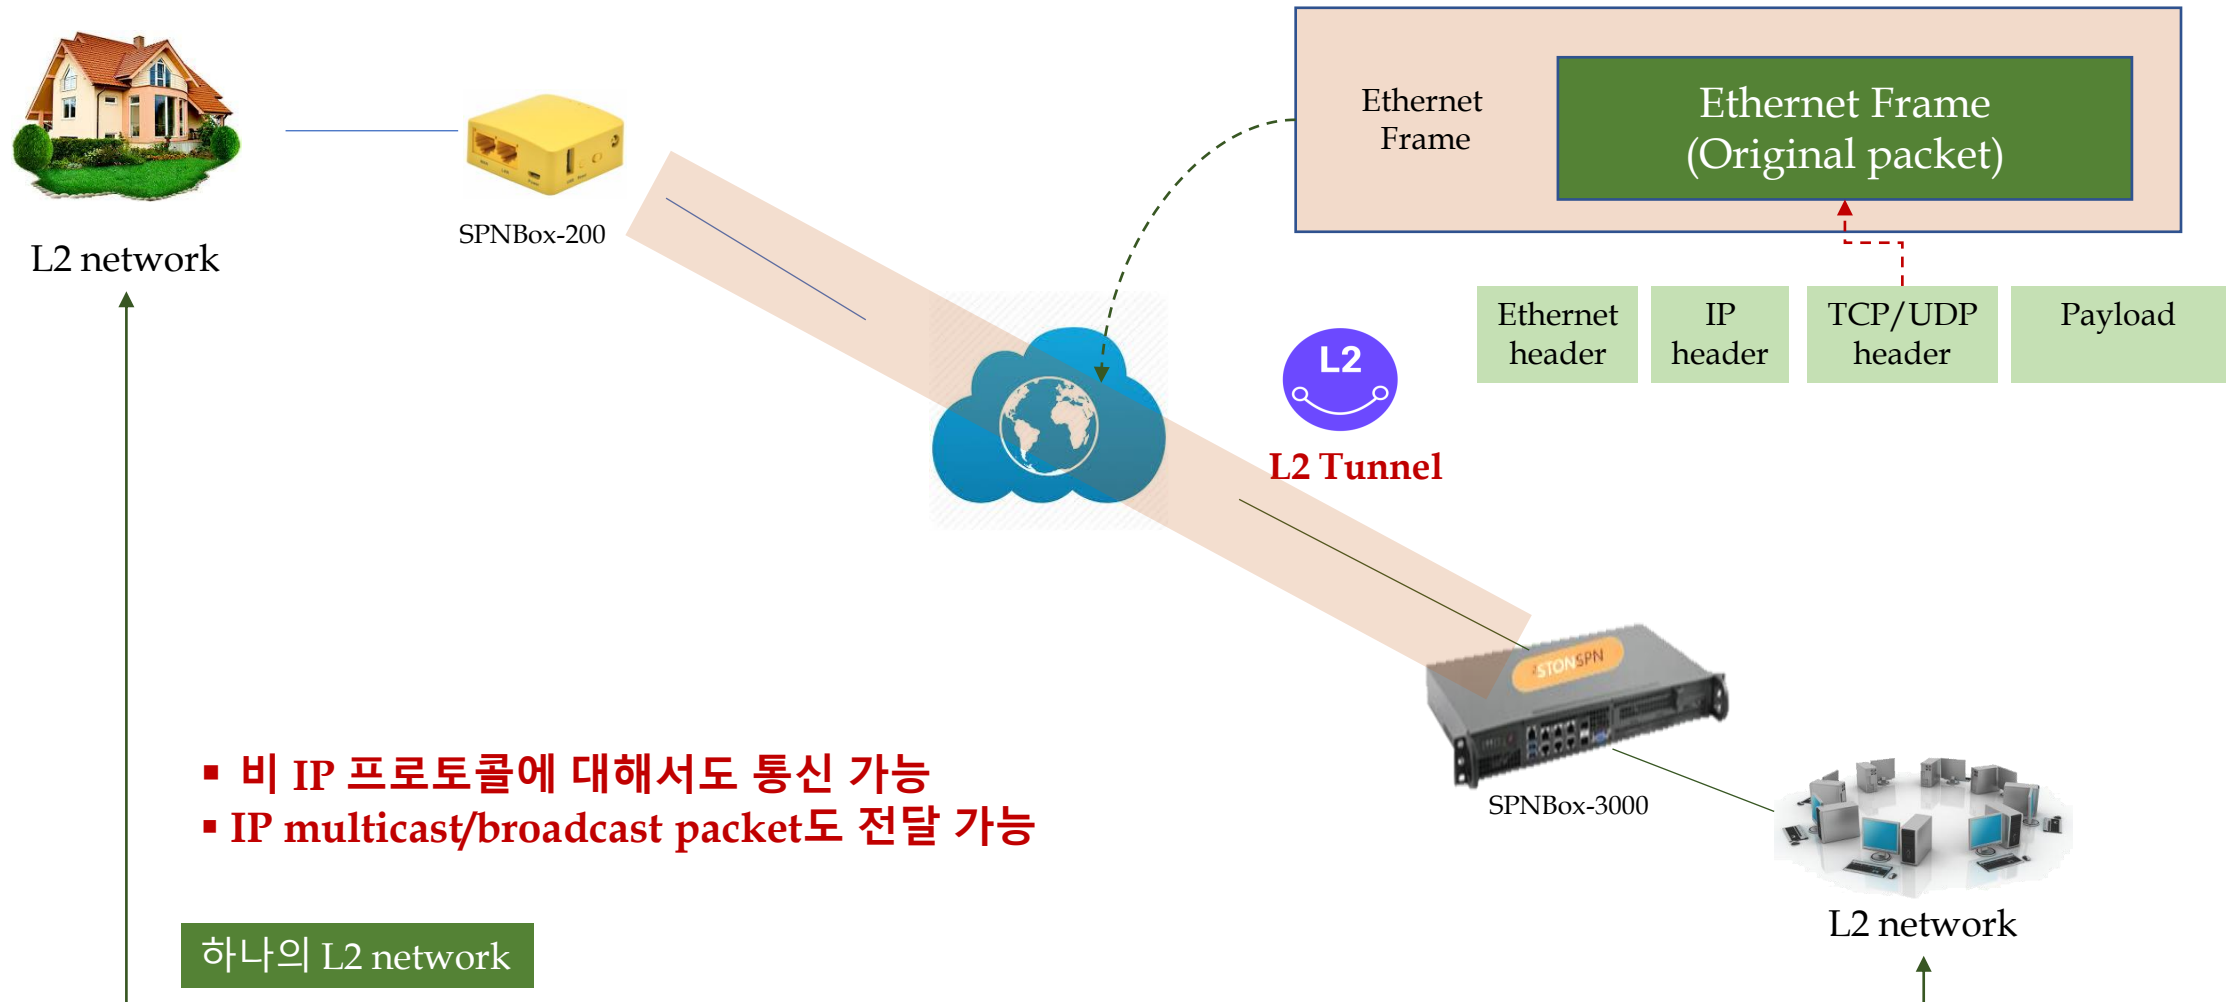 Ethernet
Frame
Ethernet Frame
(Original packet)
L2 network
SPNBox-200
Ethernet
header
IP
header
TCP/UDP
header
Payload
L2
L2 Tunnel
STONSPN
SPNBox-3000
▪ 비 IP 프로토콜에 대해서도 통신 가능
▪ IP multicast/broadcast packet도 전달 가능
L2 network
하나의 L2 network